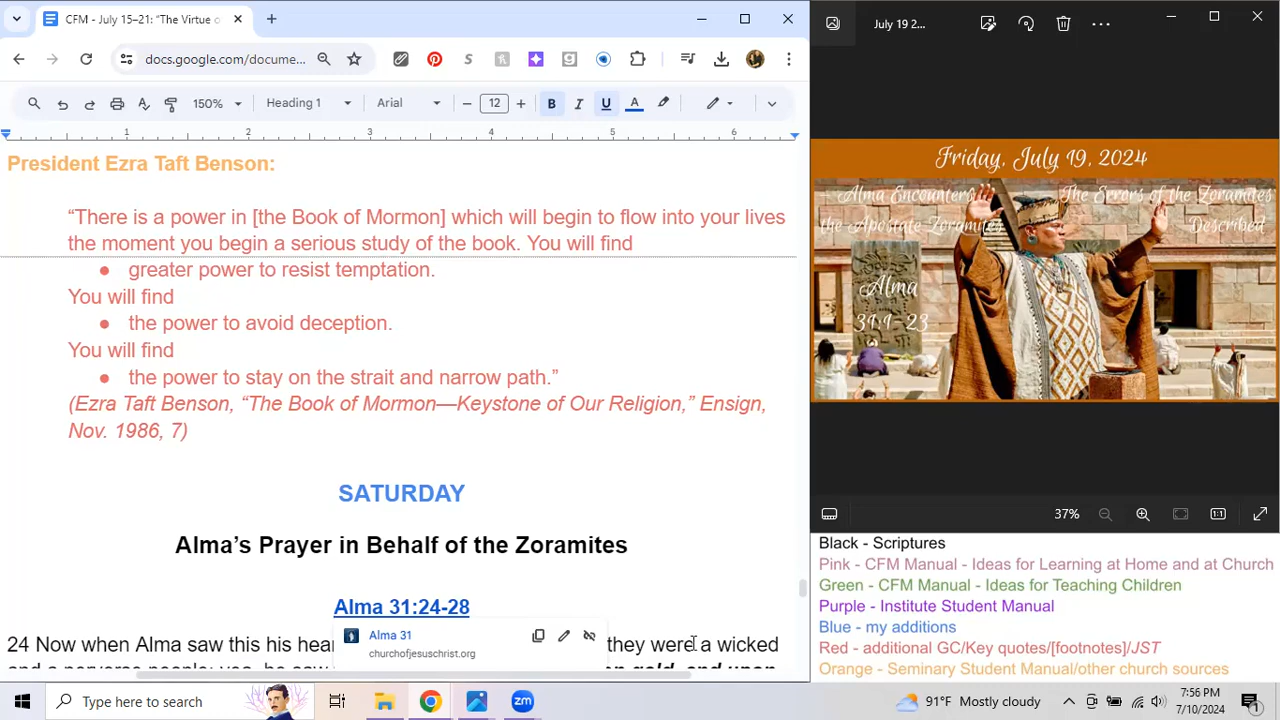 CFM - July 15–21: “The Virtue o
docs.google.com/docume...
150%
Heading 1
Arial
12
B
I
U
A
1
2
3
4
5
6
President Ezra Taft Benson:
“There is a power in [the Book of Mormon] which will begin to flow into your lives
the moment you begin a serious study of the book. You will find
● greater power to resist temptation.
You will find
● the power to avoid deception.
You will find
● the power to stay on the strait and narrow path.”
(Ezra Taft Benson, “The Book of Mormon—Keystone of Our Religion,” Ensign,
Nov. 1986, 7)
SATURDAY
Alma’s Prayer in Behalf of the Zoramites
Alma 31:24-28
Alma 31
churchofjesuschrist.org
24 Now when Alma saw this his hear they were a wicked
July 19 2...
Friday, July 19, 2024
Alma Encounters
the Apostate Zoramites
The Errors of the Zoramites
Described
Alma
31:1-23
37%
1:1
Black - Scriptures
Pink - CFM Manual - Ideas for Learning at Home and at Church
Green - CFM Manual - Ideas for Teaching Children
Purple - Institute Student Manual
Blue - my additions
Red - additional GC/Key quotes/[footnotes]/JST
Orange - Seminary Student Manual/other church sources
Type here to search
zm
91°F Mostly cloudy
7:56 PM
7/10/2024
1